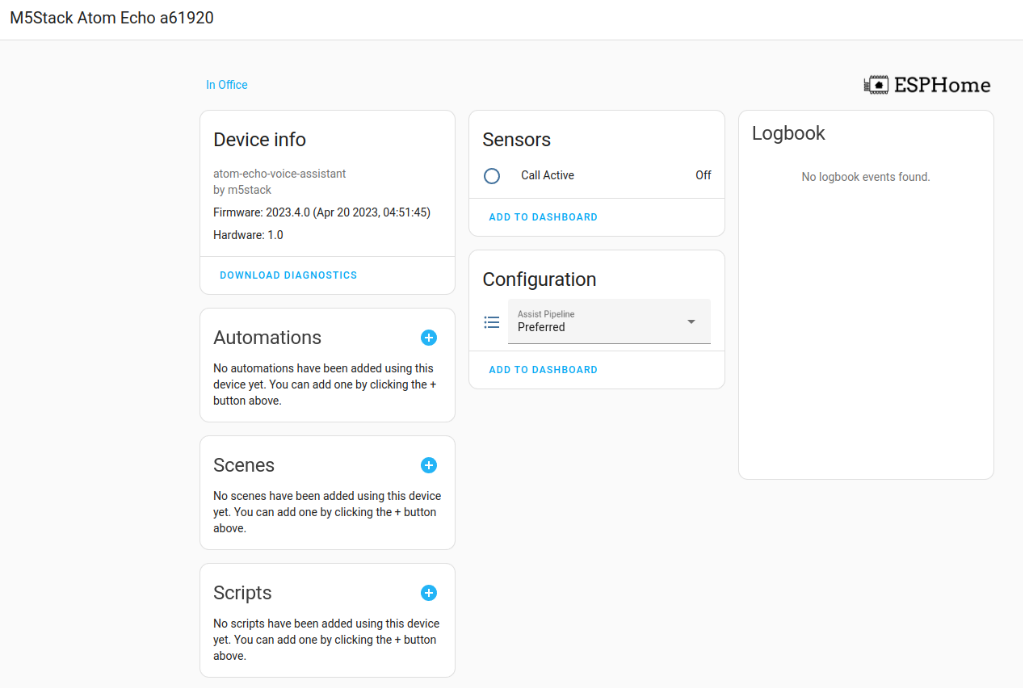 M5Stack Atom Echo a61920
In Office
ESPHome
Device info
atom-echo-voice-assistant
by m5stack
Firmware: 2023.4.0 (Apr 20 2023, 04:51:45)
Hardware: 1.0
DOWNLOAD DIAGNOSTICS
Automations
No automations have been added using this
device yet. You can add one by clicking the +
button above.
Scenes
No scenes have been added using this device
yet. You can add one by clicking the + button
above.
Scripts
No scripts have been added using this device
yet. You can add one by clicking the + button
above.
Sensors
Call Active Off
ADD TO DASHBOARD
Configuration
Assist Pipeline
Preferred
ADD TO DASHBOARD
Logbook
No logbook events found.